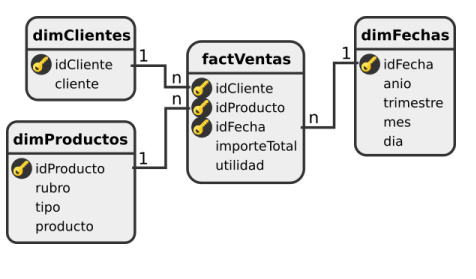 dimClientes
idCliente
cliente
1
n
dimProductos
idProducto
rubro
tipo
producto
1
n
factVentas
idCliente
idProducto
idFecha
importeTotal
utilidad
n
1
dimFechas
idFecha
anio
trimestre
mes
dia